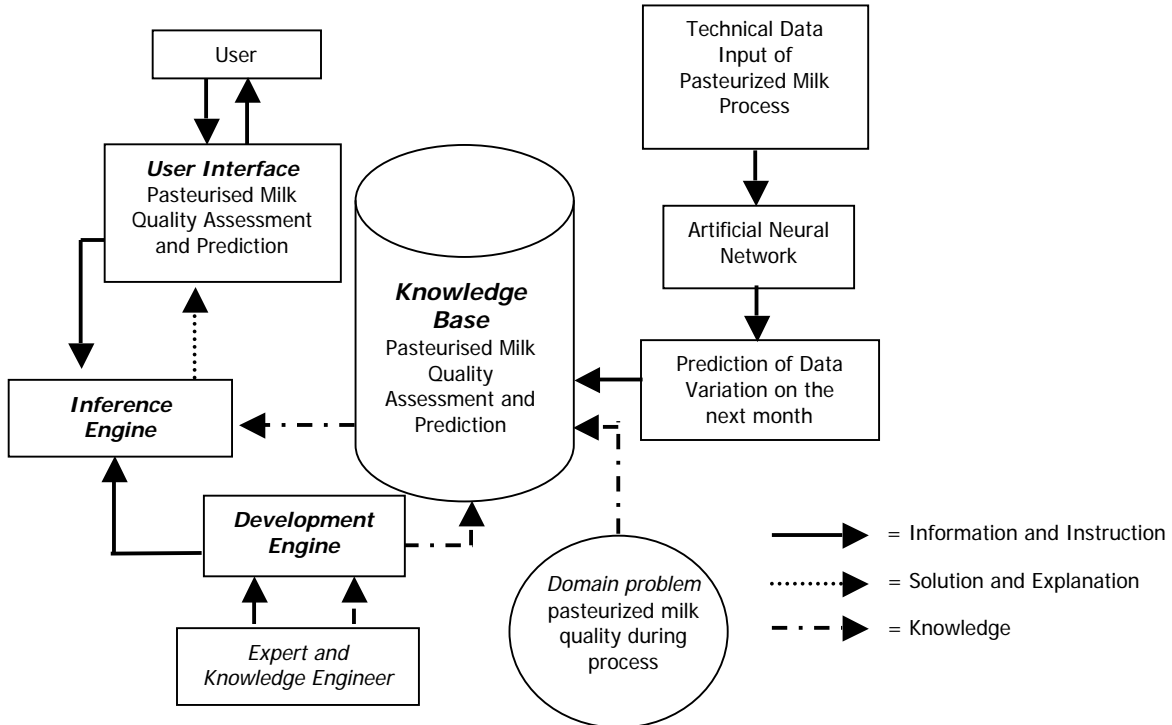 User
User Interface
Pasteurised Milk
Quality Assessment
and Prediction
Inference
Engine
Development
Engine
Expert and
Knowledge Engineer
Knowledge
Base
Pasteurised Milk
Quality
Assessment and
Prediction
Technical Data
Input of
Pasteurized Milk
Process
Artificial Neural
Network
Prediction of Data
Variation on the
next month
Domain problem
pasteurized milk
quality during
process
= Information and Instruction
= Solution and Explanation
= Knowledge